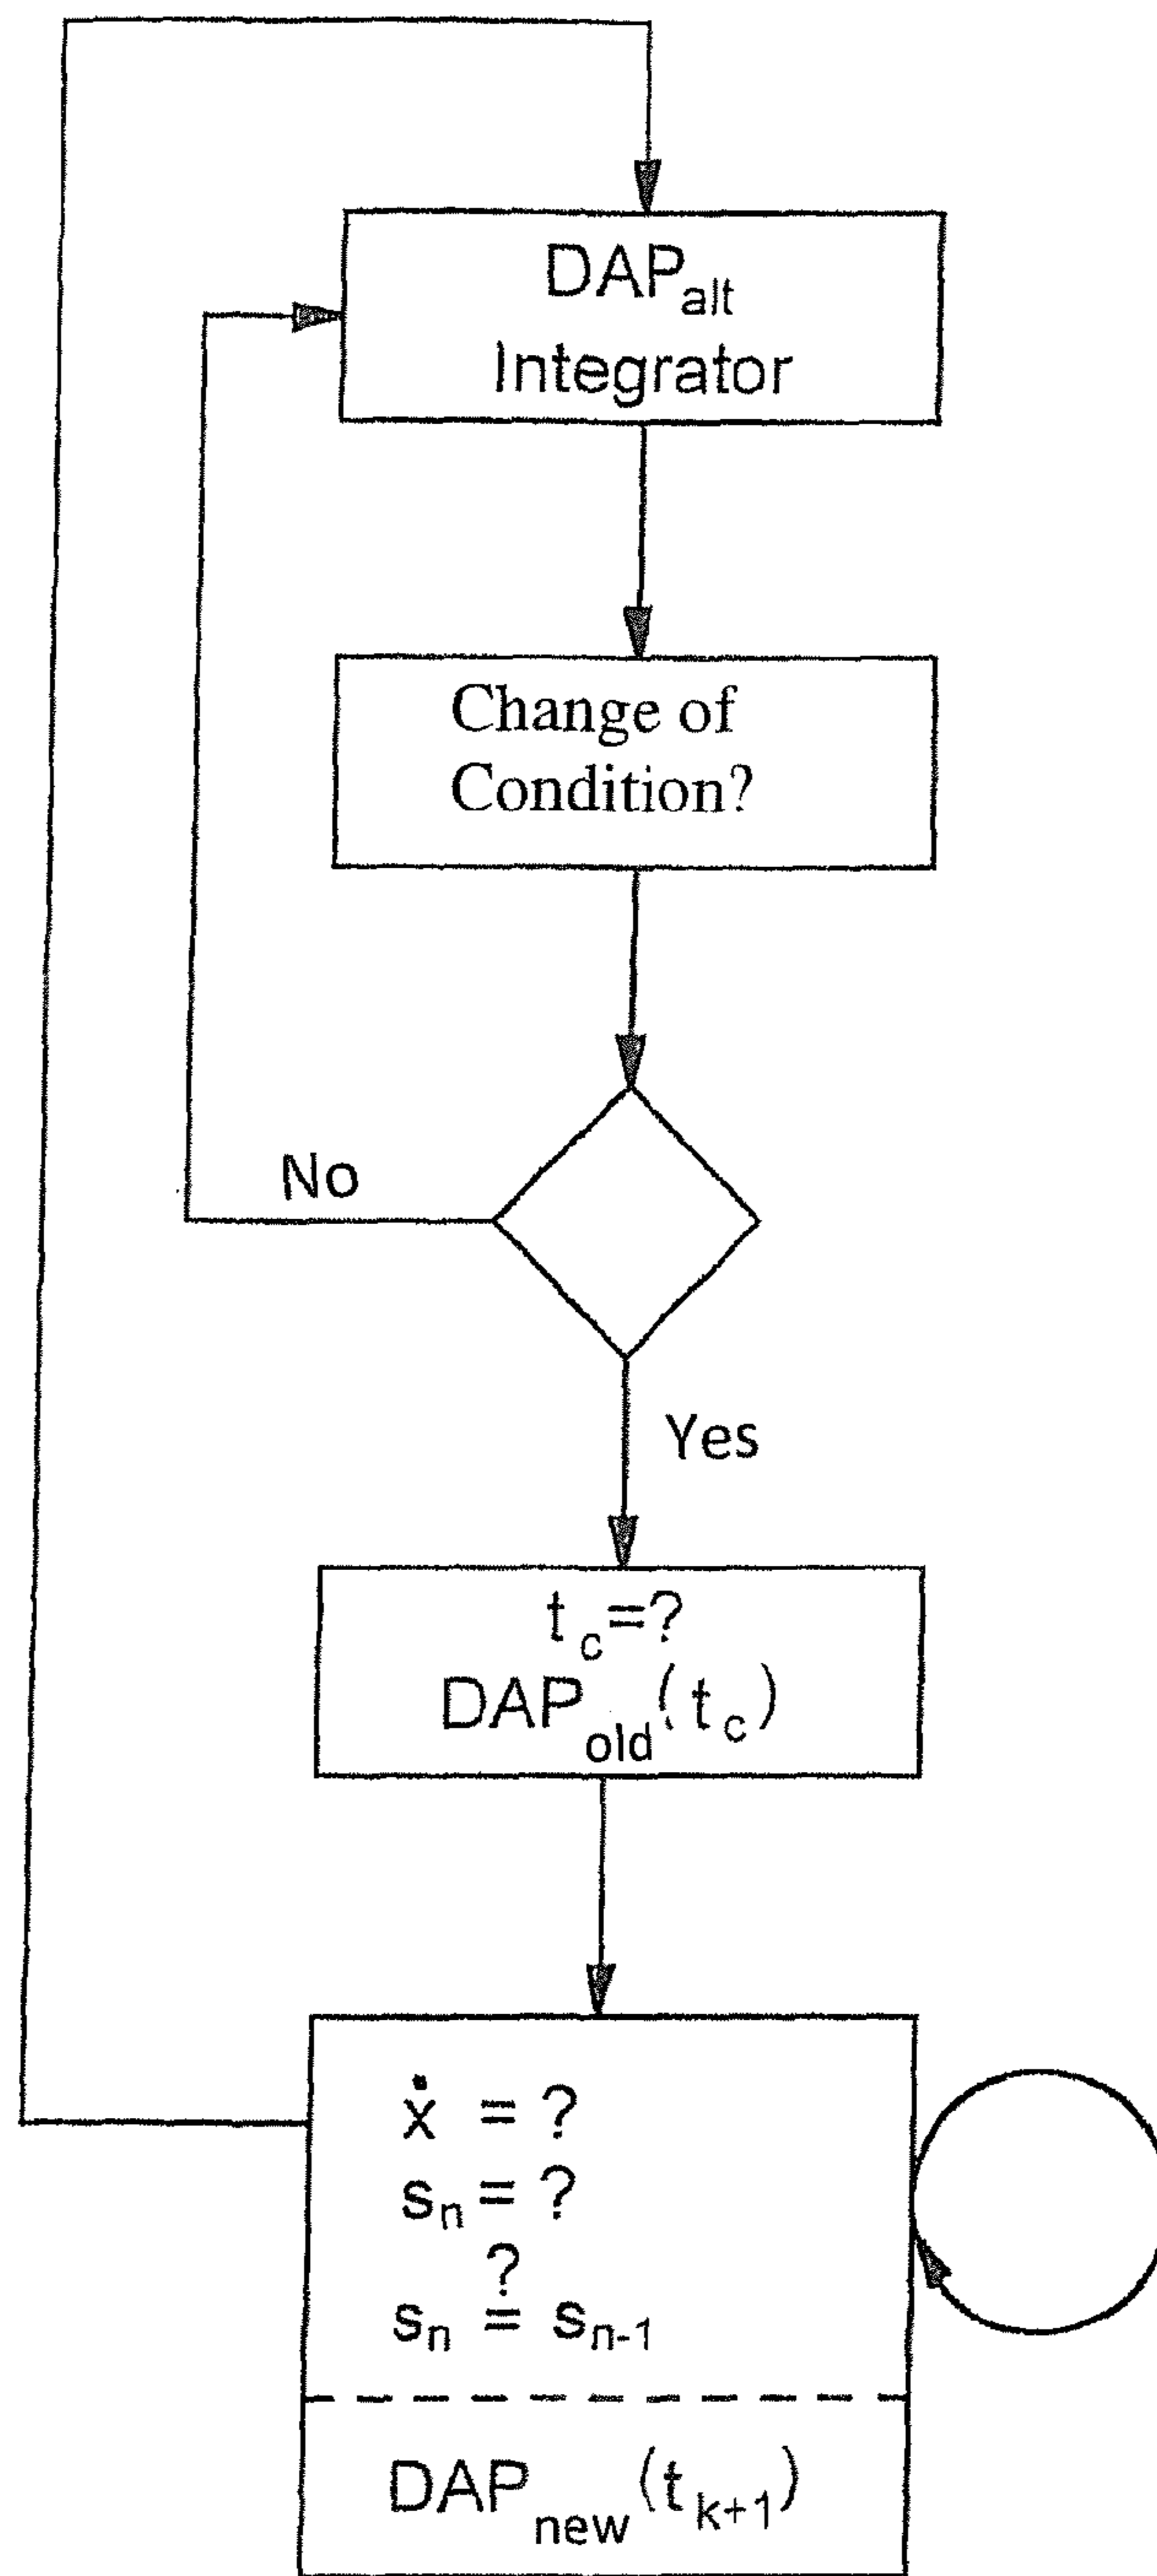 DAPalt
Integrator
Change of
Condition?
No
Yes
tc=?
DAPold(tc)
ẋ = ?
sn = ?
?
sn = sn-1
DAPnew(tk+1)